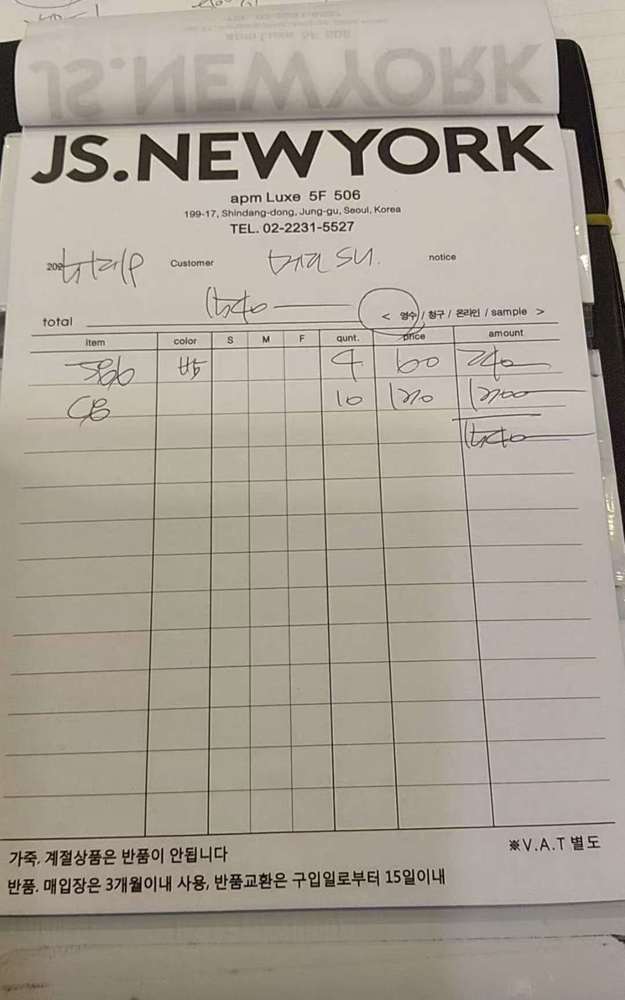 JS.NEWYORK
apm Luxe 5F 506
199-17, Shindang-dong, Jung-gu, Seoul, Korea
TEL. 02-2231-5527
202 Customer SU. notice
total 1540 < 영수 / 청구 / 온라인 / sample >
item color S M F qunt. price amount
4 60 240
10 120 1200
1540
가죽, 계절상품은 반품이 안됩니다 ※V.A.T 별도
반품. 매입장은 3개월이내 사용, 반품교환은 구입일로부터 15일이내